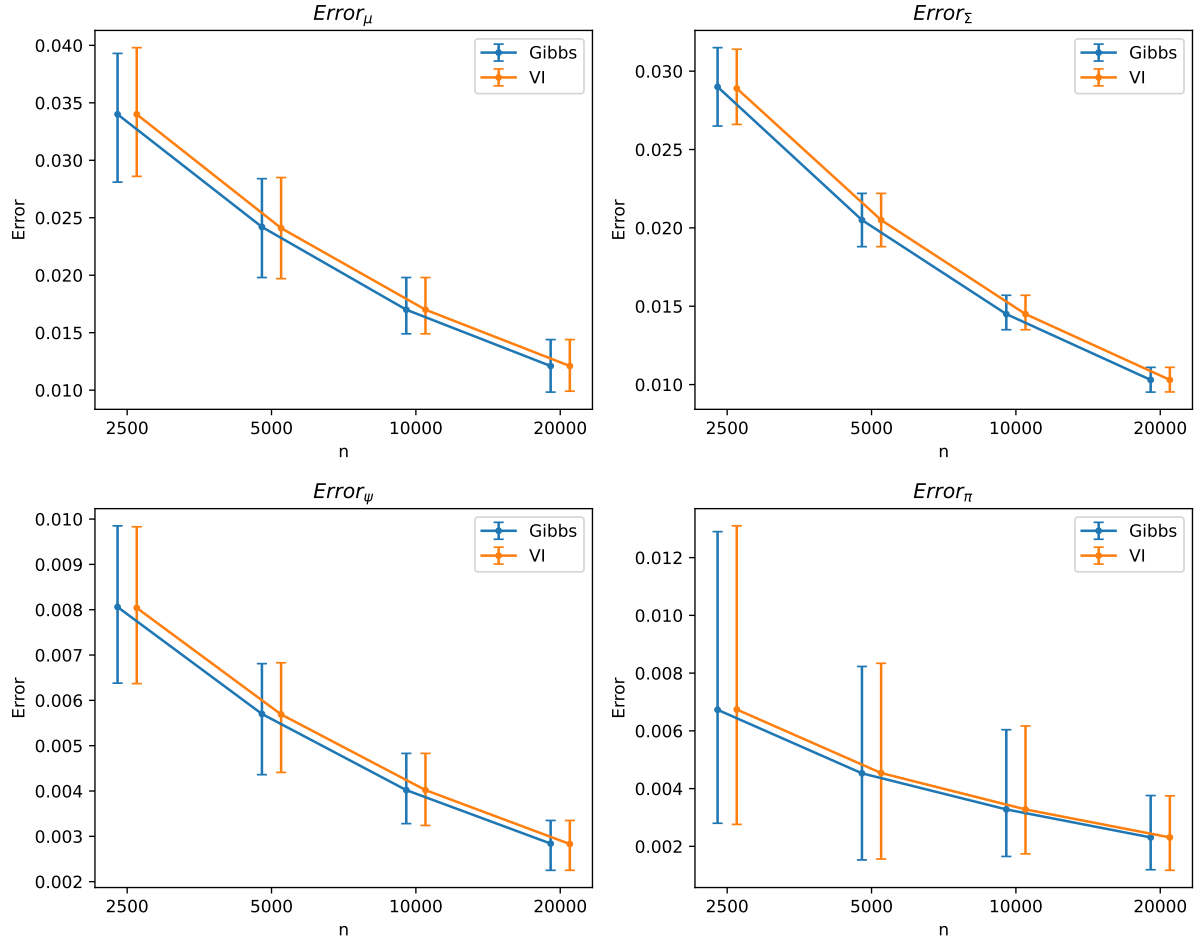 Error_μ
Error
0.040
0.035
0.030
0.025
0.020
0.015
0.010
Gibbs
VI
2500 5000 10000 20000
n
Error_Σ
Error
0.030
0.025
0.020
0.015
0.010
Gibbs
VI
2500 5000 10000 20000
n
Error_ψ
Error
0.010
0.009
0.008
0.007
0.006
0.005
0.004
0.003
0.002
Gibbs
VI
2500 5000 10000 20000
n
Error_π
Error
0.012
0.010
0.008
0.006
0.004
0.002
Gibbs
VI
2500 5000 10000 20000
n